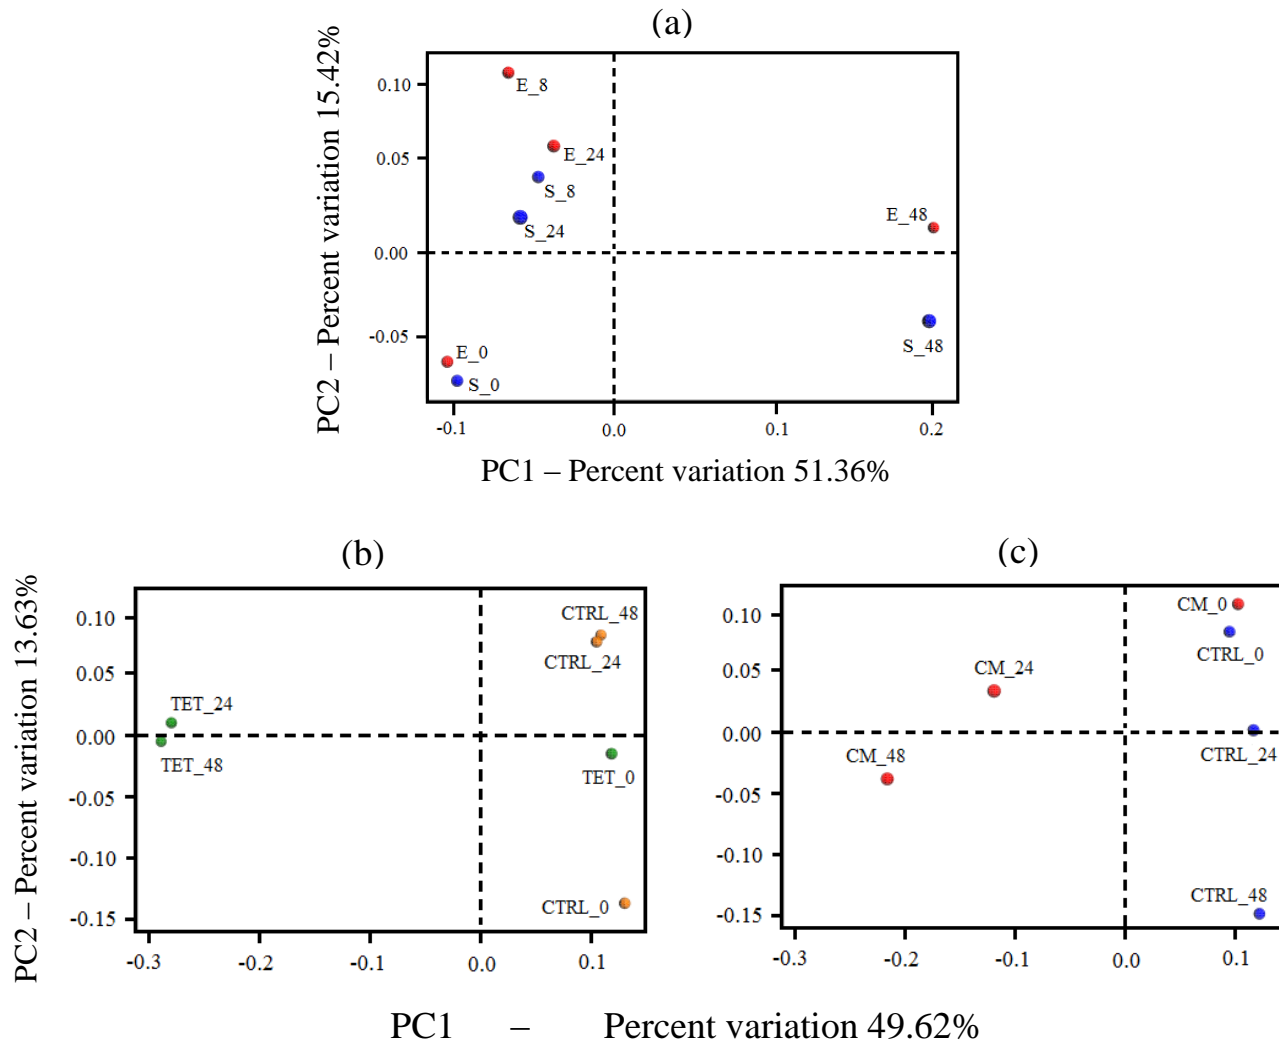 (a)
PC2 – Percent variation 15.42%
0.10
0.05
0.00
-0.05
E_8
E_24
S_8
S_24
E_48
S_48
E_0
S_0
-0.1
0.0
0.1
0.2
PC1 – Percent variation 51.36%
(b)
PC2 – Percent variation 13.63%
0.10
0.05
0.00
-0.05
-0.10
-0.15
CTRL_48
CTRL_24
TET_24
TET_48
TET_0
CTRL_0
-0.3
-0.2
-0.1
0.0
0.1
(c)
0.10
0.05
0.00
-0.05
-0.10
-0.15
CM_0
CTRL_0
CM_24
CTRL_24
CM_48
CTRL_48
-0.3
-0.2
-0.1
0.0
0.1
PC1 – Percent variation 49.62%